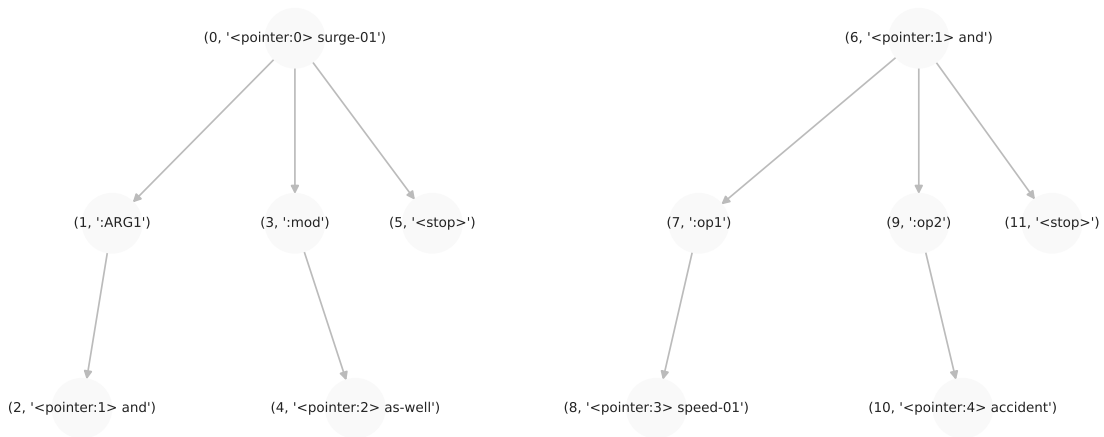 (0, '<pointer:0> surge-01')
(6, '<pointer:1> and')
(1, ':ARG1')
(3, ':mod')
(5, '<stop>')
(7, ':op1')
(9, ':op2')
(11, '<stop>')
(2, '<pointer:1> and')
(4, '<pointer:2> as-well')
(8, '<pointer:3> speed-01')
(10, '<pointer:4> accident')